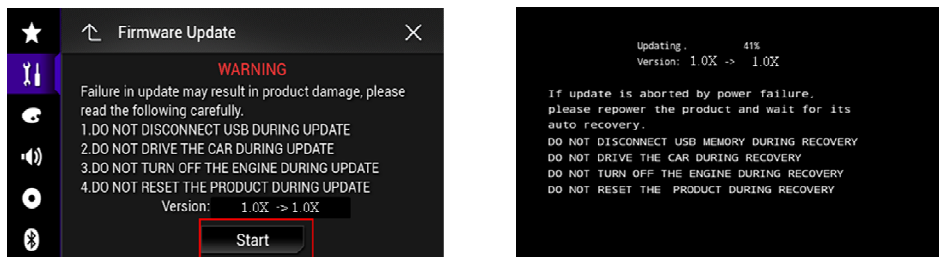 Firmware Update
WARNING
Failure in update may result in product damage, please
read the following carefully.
1.DO NOT DISCONNECT USB DURING UPDATE
2.DO NOT DRIVE THE CAR DURING UPDATE
3.DO NOT TURN OFF THE ENGINE DURING UPDATE
4.DO NOT RESET THE PRODUCT DURING UPDATE
Version: 1.0X -> 1.0X
Start
Updating. 41%
Version: 1.0X -> 1.0X
If update is aborted by power failure,
please repower the product and wait for its
auto recovery.
DO NOT DISCONNECT USB MEMORY DURING RECOVERY
DO NOT DRIVE THE CAR DURING RECOVERY
DO NOT TURN OFF THE ENGINE DURING RECOVERY
DO NOT RESET THE PRODUCT DURING RECOVERY